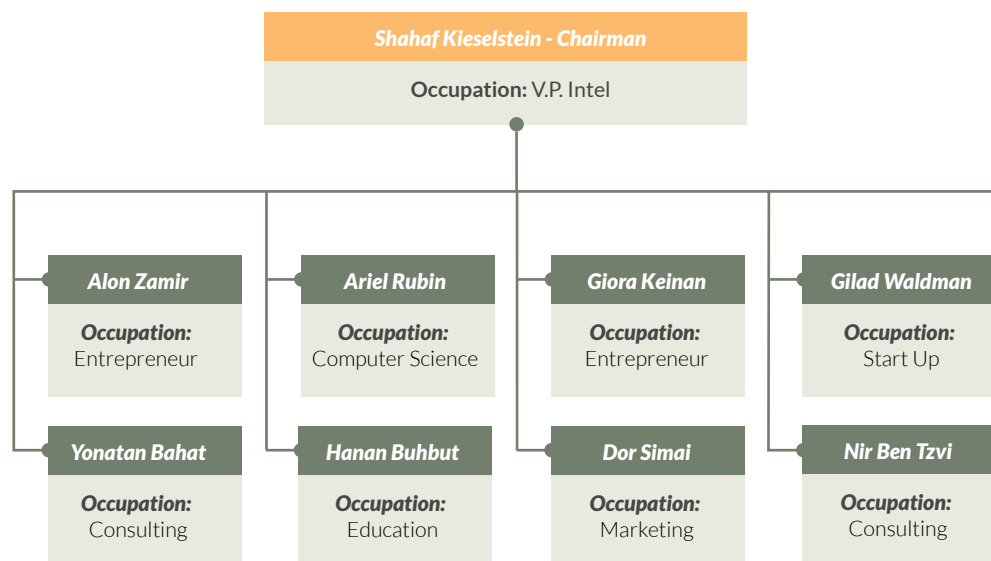 Shahaf Kieselstein - Chairman
Occupation: V.P. Intel
Alon Zamir
Occupation:
Entrepreneur
Ariel Rubin
Occupation:
Computer Science
Giora Keinan
Occupation:
Entrepreneur
Gilad Waldman
Occupation:
Start Up
Yonatan Bahat
Occupation:
Consulting
Hanan Buhbut
Occupation:
Education
Dor Simai
Occupation:
Marketing
Nir Ben Tzvi
Occupation:
Consulting